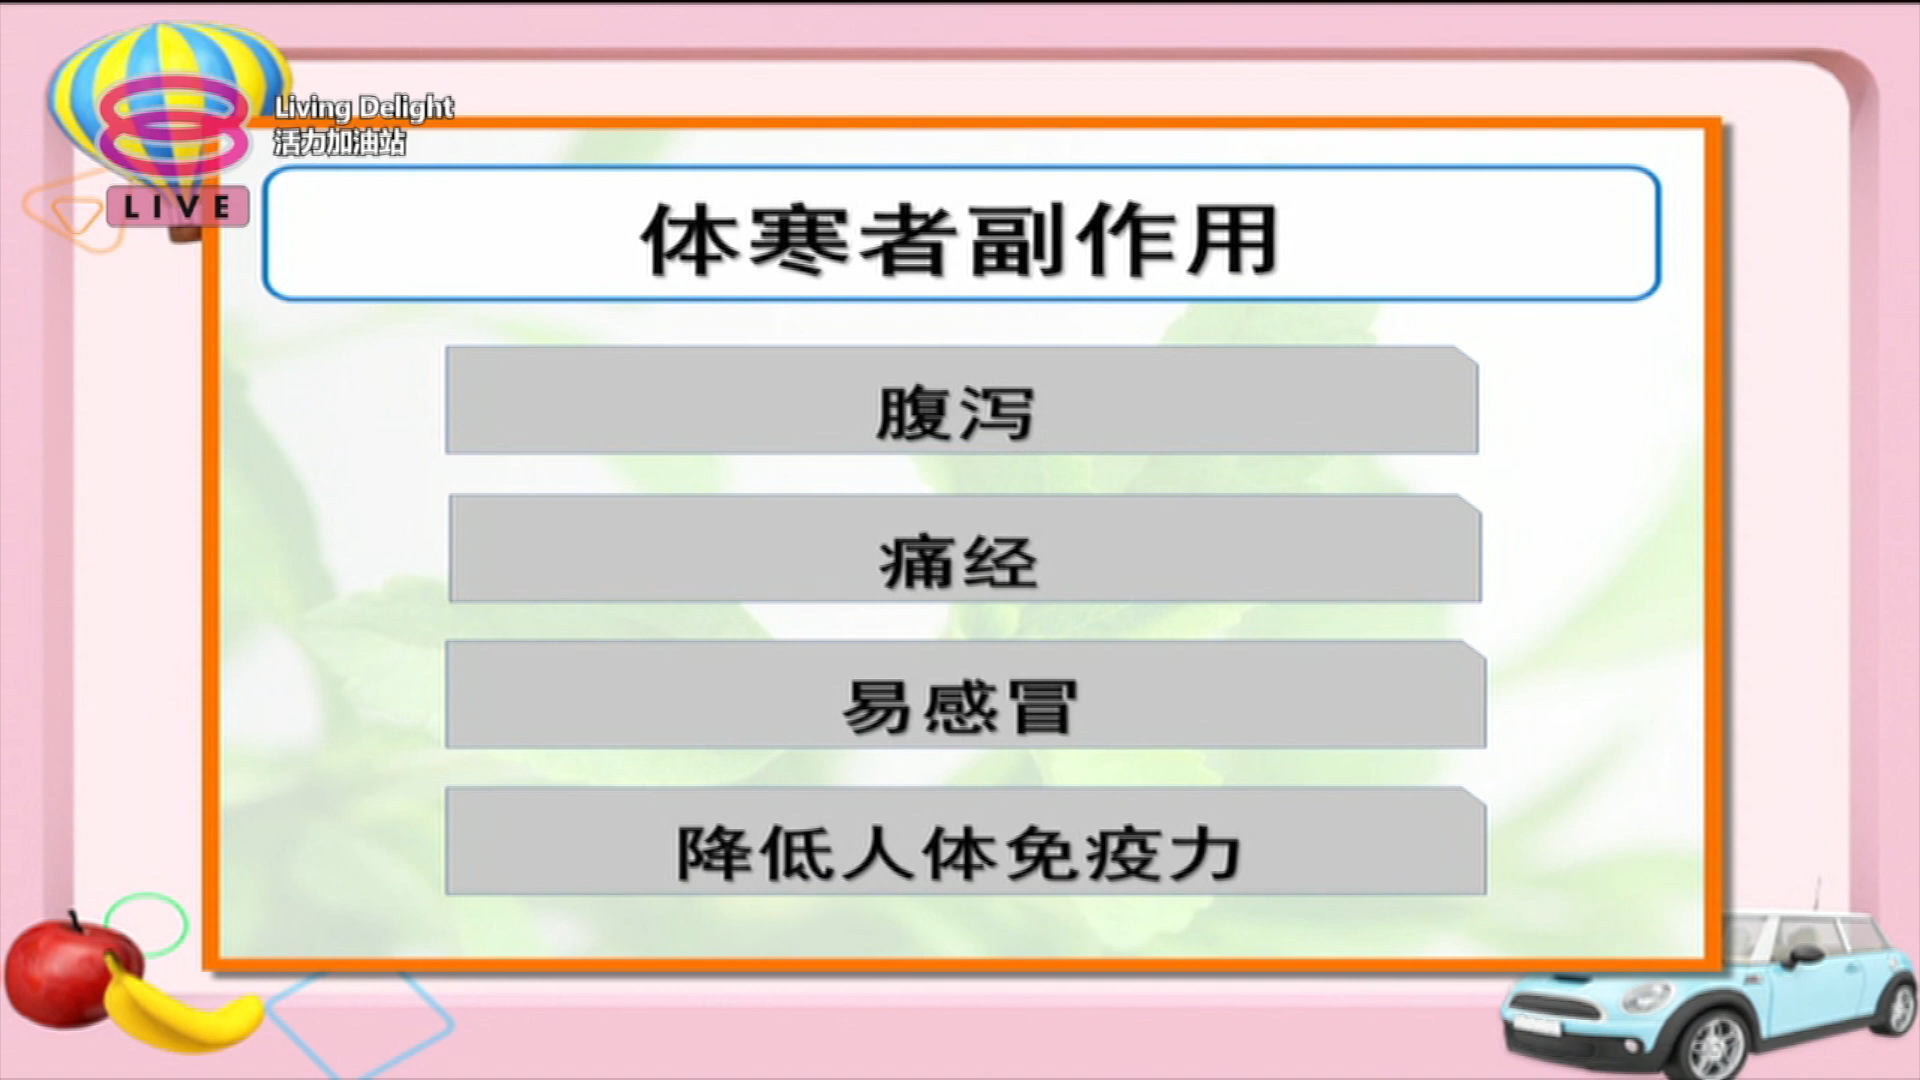 Living Delight
活力加油站
LIVE
体寒者副作用
腹泻
痛经
易感冒
降低人体免疫力